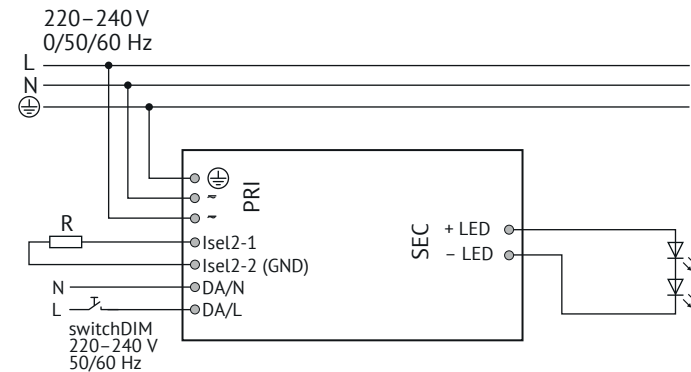 220–240 V
0/50/60 Hz
L
N
PRI
~
~
R
Isel2-1
Isel2-2 (GND)
N
DA/N
L
DA/L
switchDIM
220–240 V
50/60 Hz
SEC
+ LED
– LED